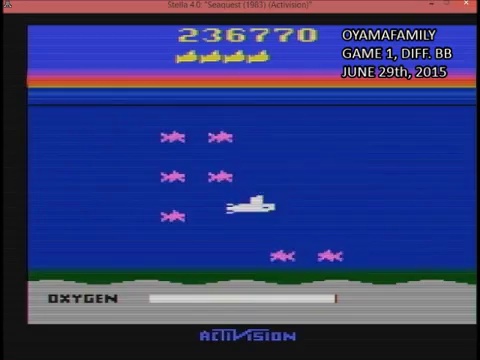 Stella 4.0: "Seaquest (1983) (Activision)"
236770
OYAMAFAMILY
GAME 1, DIFF. BB
JUNE 29th, 2015
OXYGEN
ACTIVISION